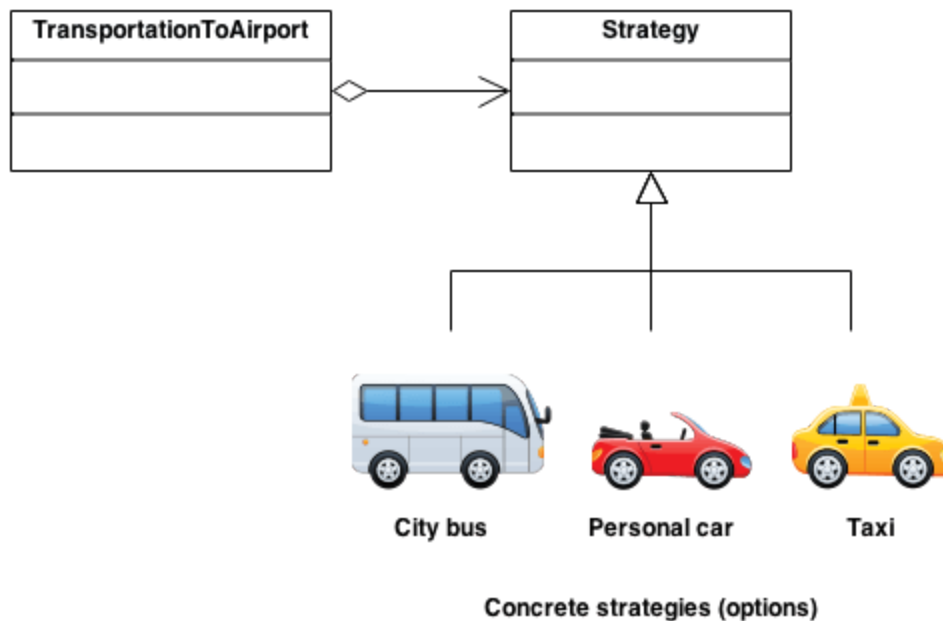 TransportationToAirport
Strategy
City bus
Personal car
Taxi
Concrete strategies (options)